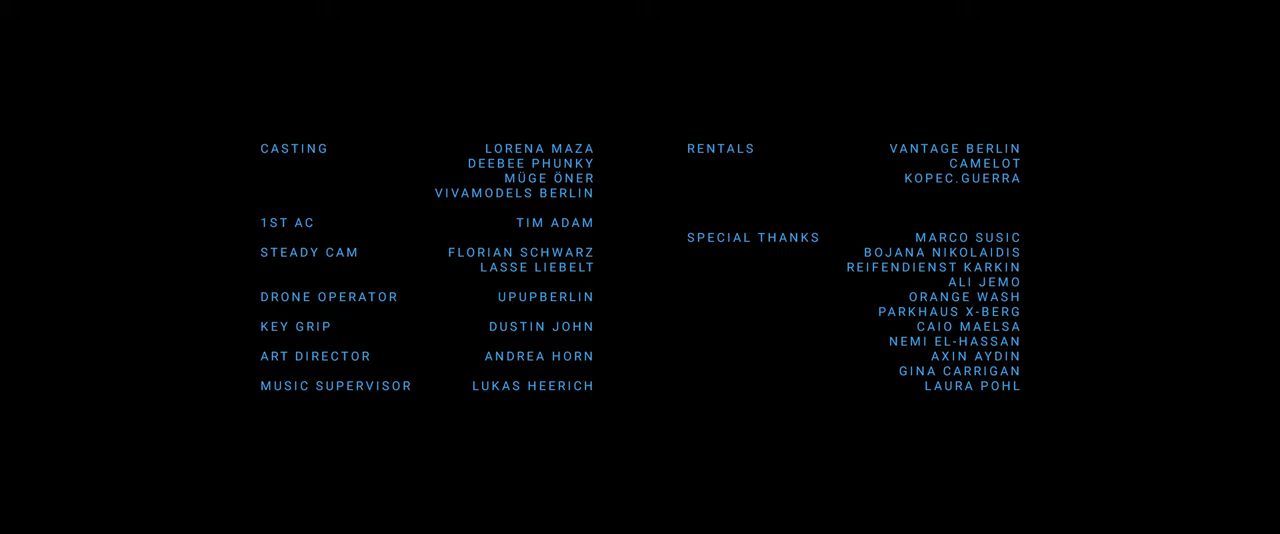 CASTING LORENA MAZA
DEEBEE PHUNKY
MÜGE ÖNER
VIVAMODELS BERLIN
1ST AC TIM ADAM
STEADY CAM FLORIAN SCHWARZ
LASSE LIEBELT
DRONE OPERATOR UPUPBERLIN
KEY GRIP DUSTIN JOHN
ART DIRECTOR ANDREA HORN
MUSIC SUPERVISOR LUKAS HEERICH
RENTALS VANTAGE BERLIN
CAMELOT
KOPEC.GUERRA
SPECIAL THANKS MARCO SUSIC
BOJANA NIKOLAIDIS
REIFENDIENST KARKIN
ALI JEMO
ORANGE WASH
PARKHAUS X-BERG
CAIO MAELSA
NEMI EL-HASSAN
AXIN AYDIN
GINA CARRIGAN
LAURA POHL